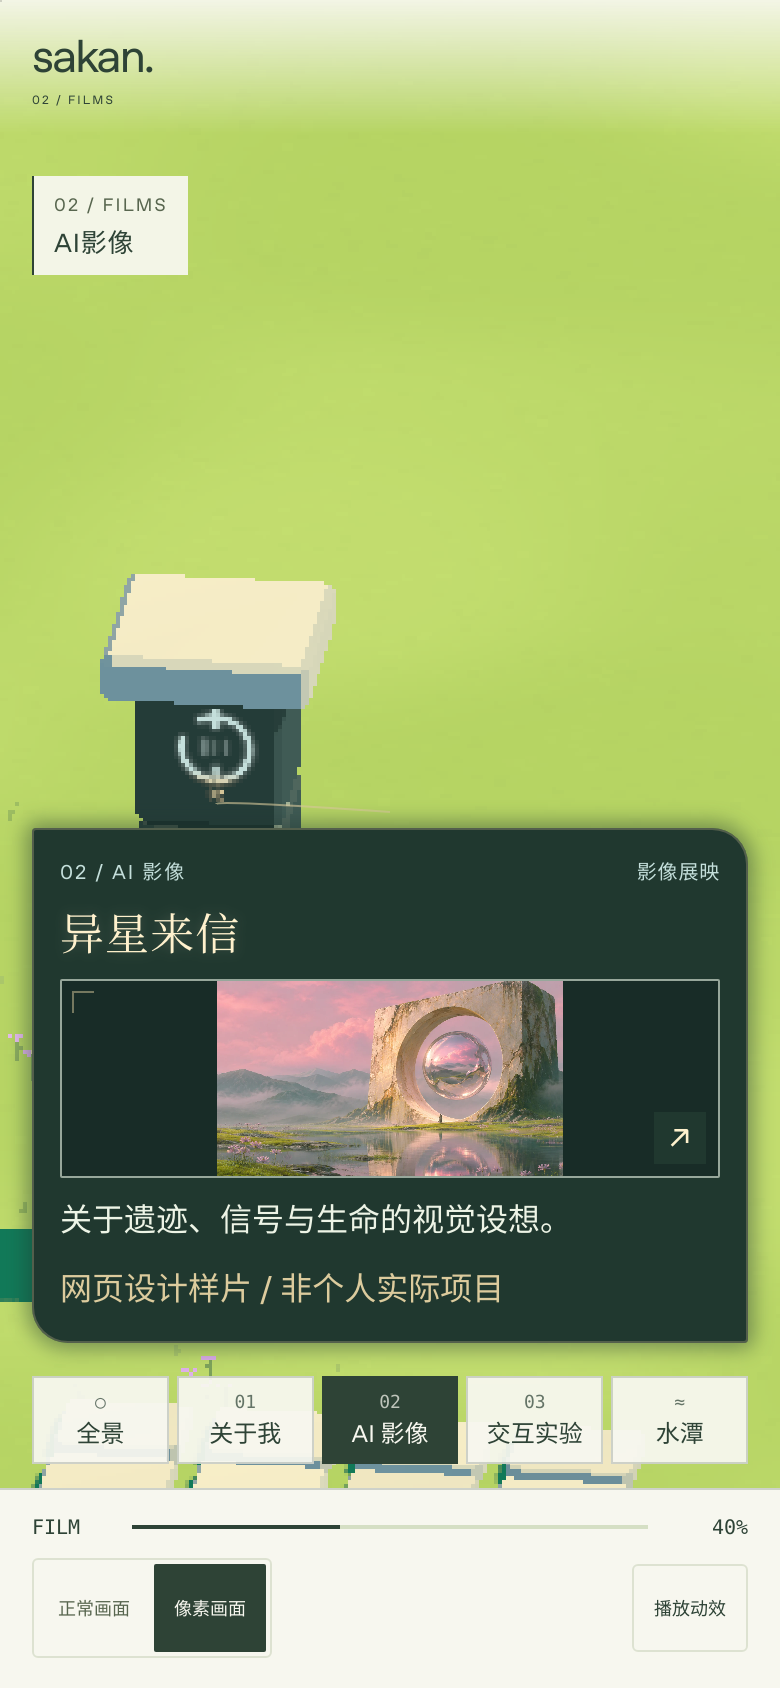 sakan.
02 / FILMS
02 / FILMS
AI影像
02 / AI 影像
影像展映
异星来信
关于遗迹、信号与生命的视觉设想。
网页设计样片 / 非个人实际项目
○
全景
01
关于我
02
AI 影像
03
交互实验
≈
水潭
FILM
40%
正常画面
像素画面
播放动效